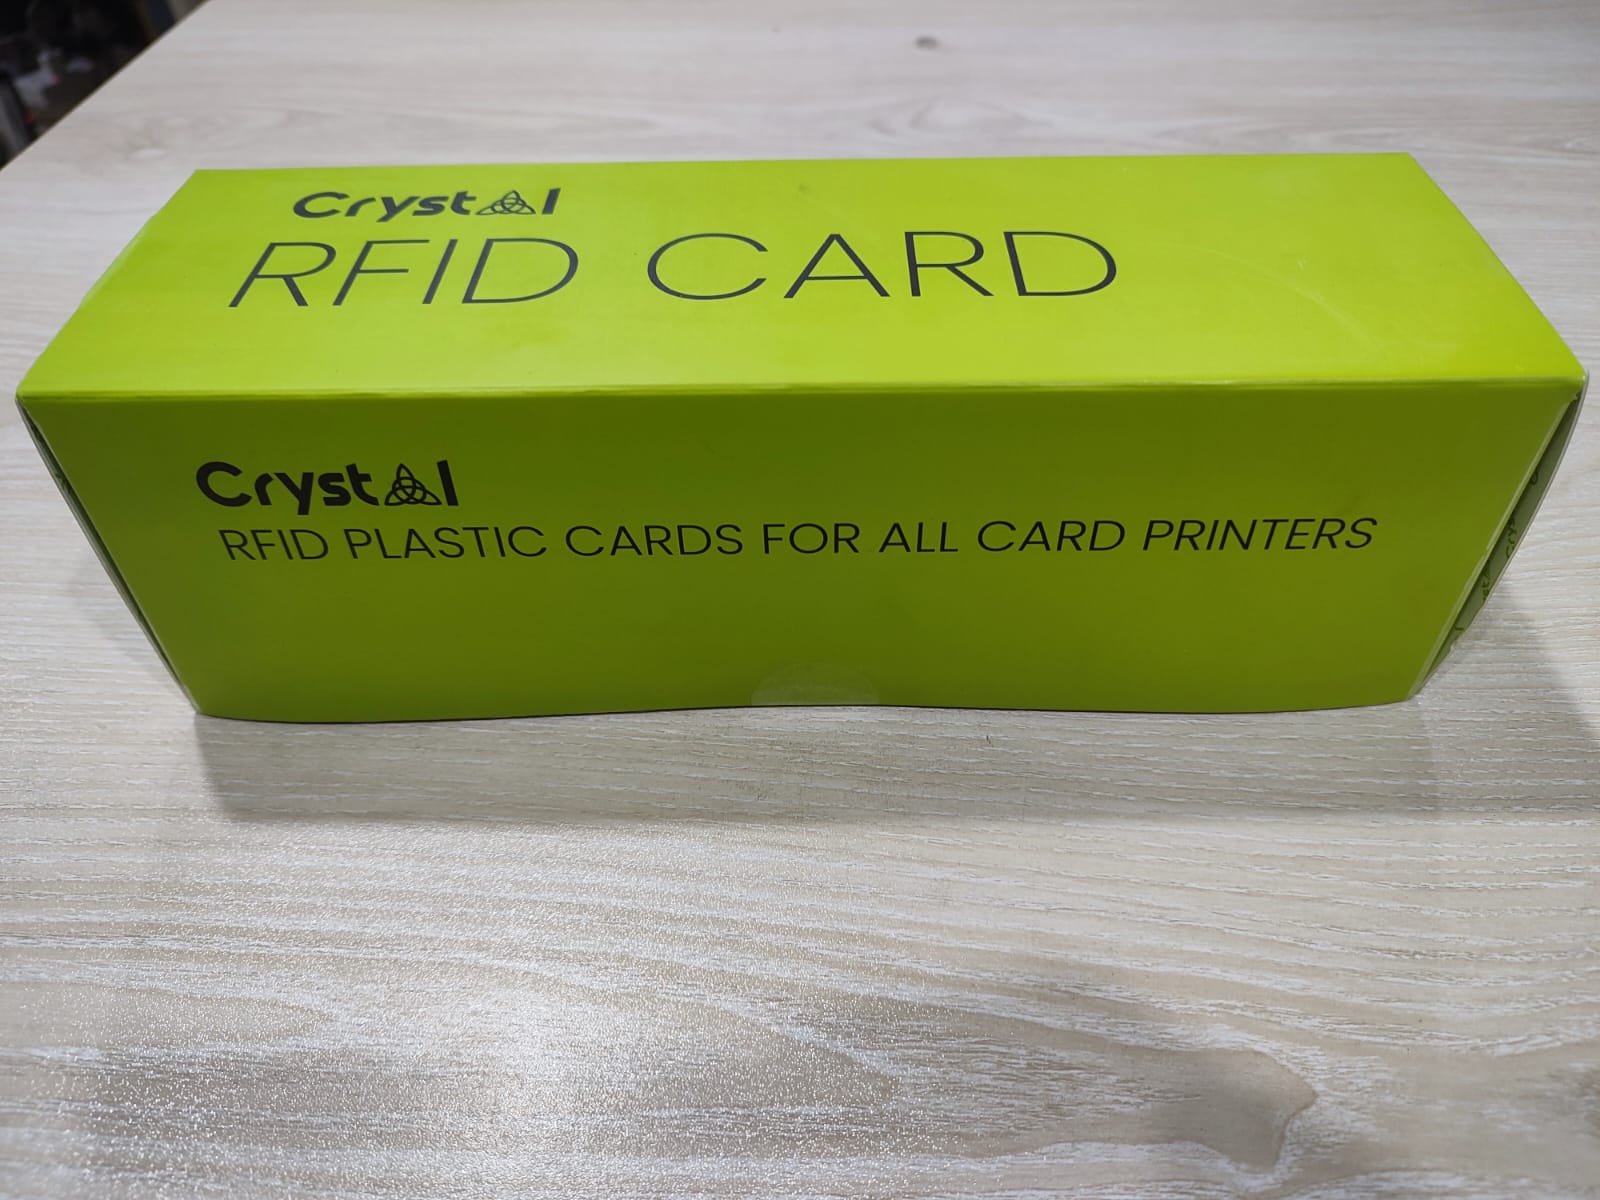 Crystal
RFID CARD
Crystal
RFID PLASTIC CARDS FOR ALL CARD PRINTERS